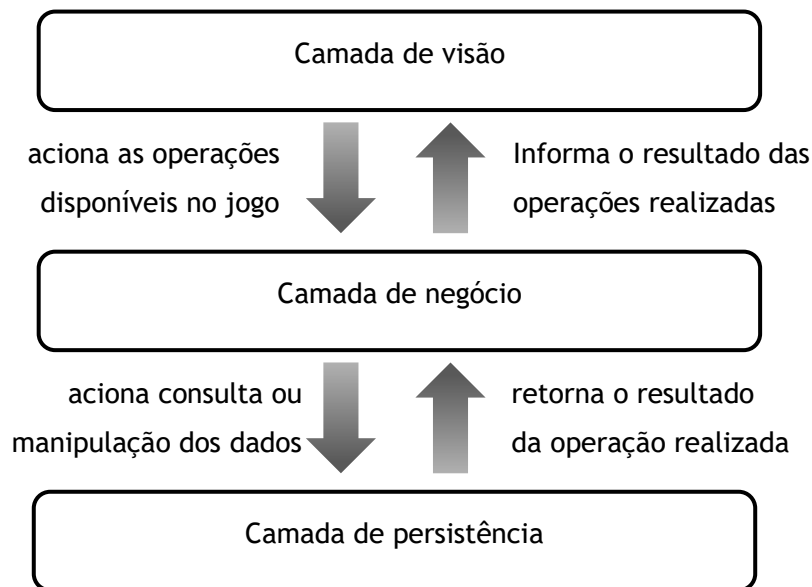 Camada de visão
aciona as operações
disponíveis no jogo
Informa o resultado das
operações realizadas
Camada de negócio
aciona consulta ou
manipulação dos dados
retorna o resultado
da operação realizada
Camada de persistência